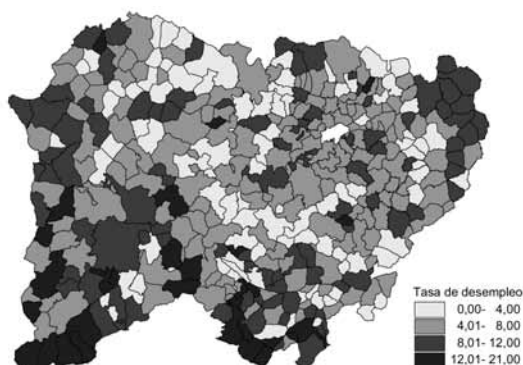 Tasa de desempleo
0,00- 4,00
4,01- 8,00
8,01- 12,00
12,01- 21,00